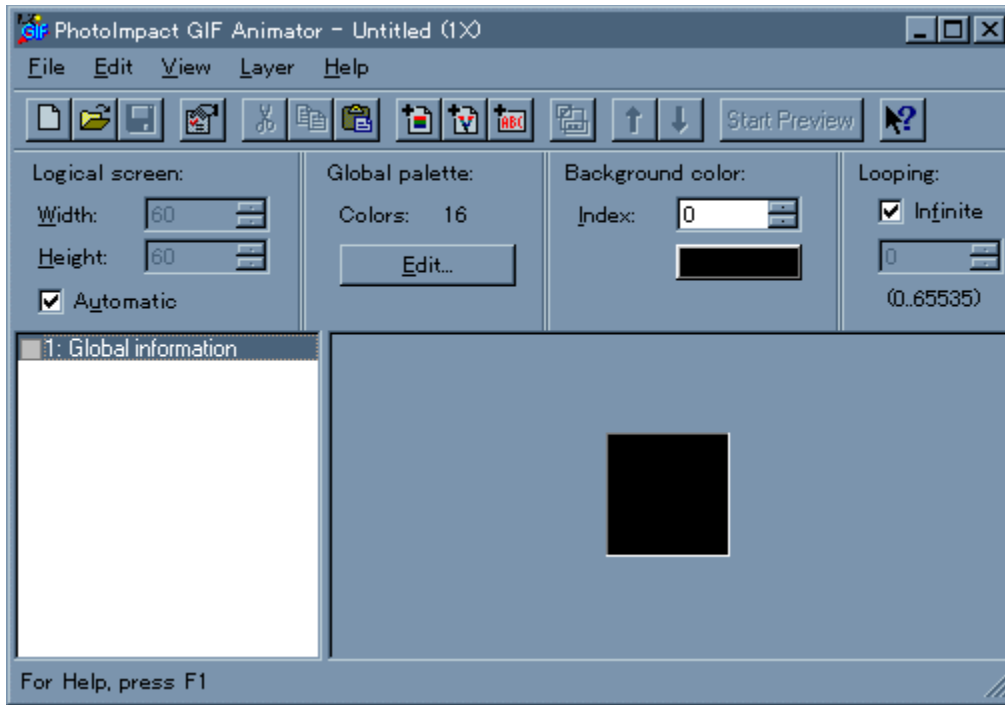 PhotoImpact GIF Animator - Untitled (1X)
File Edit View Layer Help
Start Preview
Logical screen: Global palette: Background color: Looping:
Width: 60 Colors: 16 Index: 0 Infinite
Height: 60 Edit... 0
Automatic (0..65535)
1: Global information
For Help, press F1